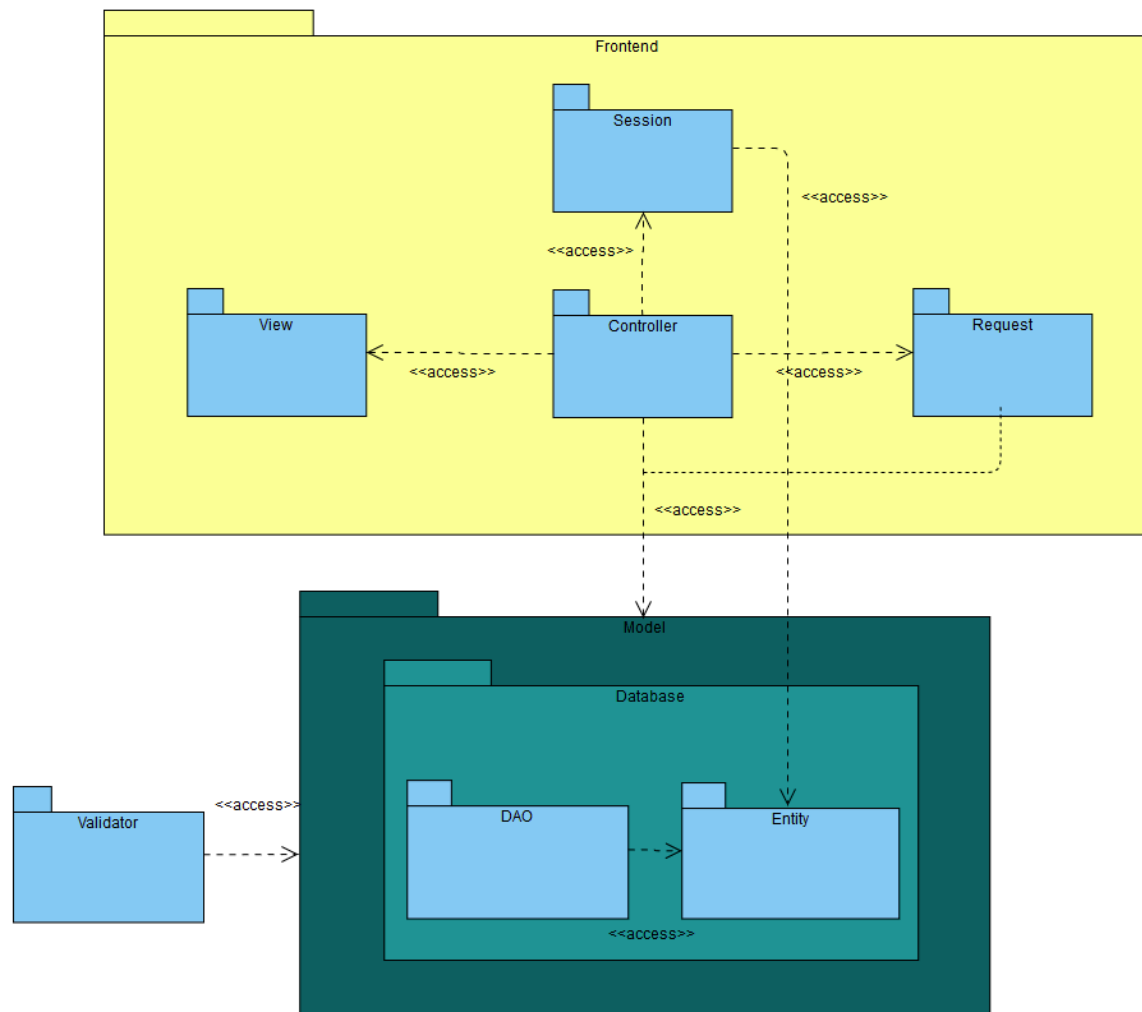 Frontend
Session
<<access>>
<<access>>
View
Controller
Request
<<access>>
<<access>>
<<access>>
Model
Database
<<access>>
Validator
DAO
Entity
<<access>>